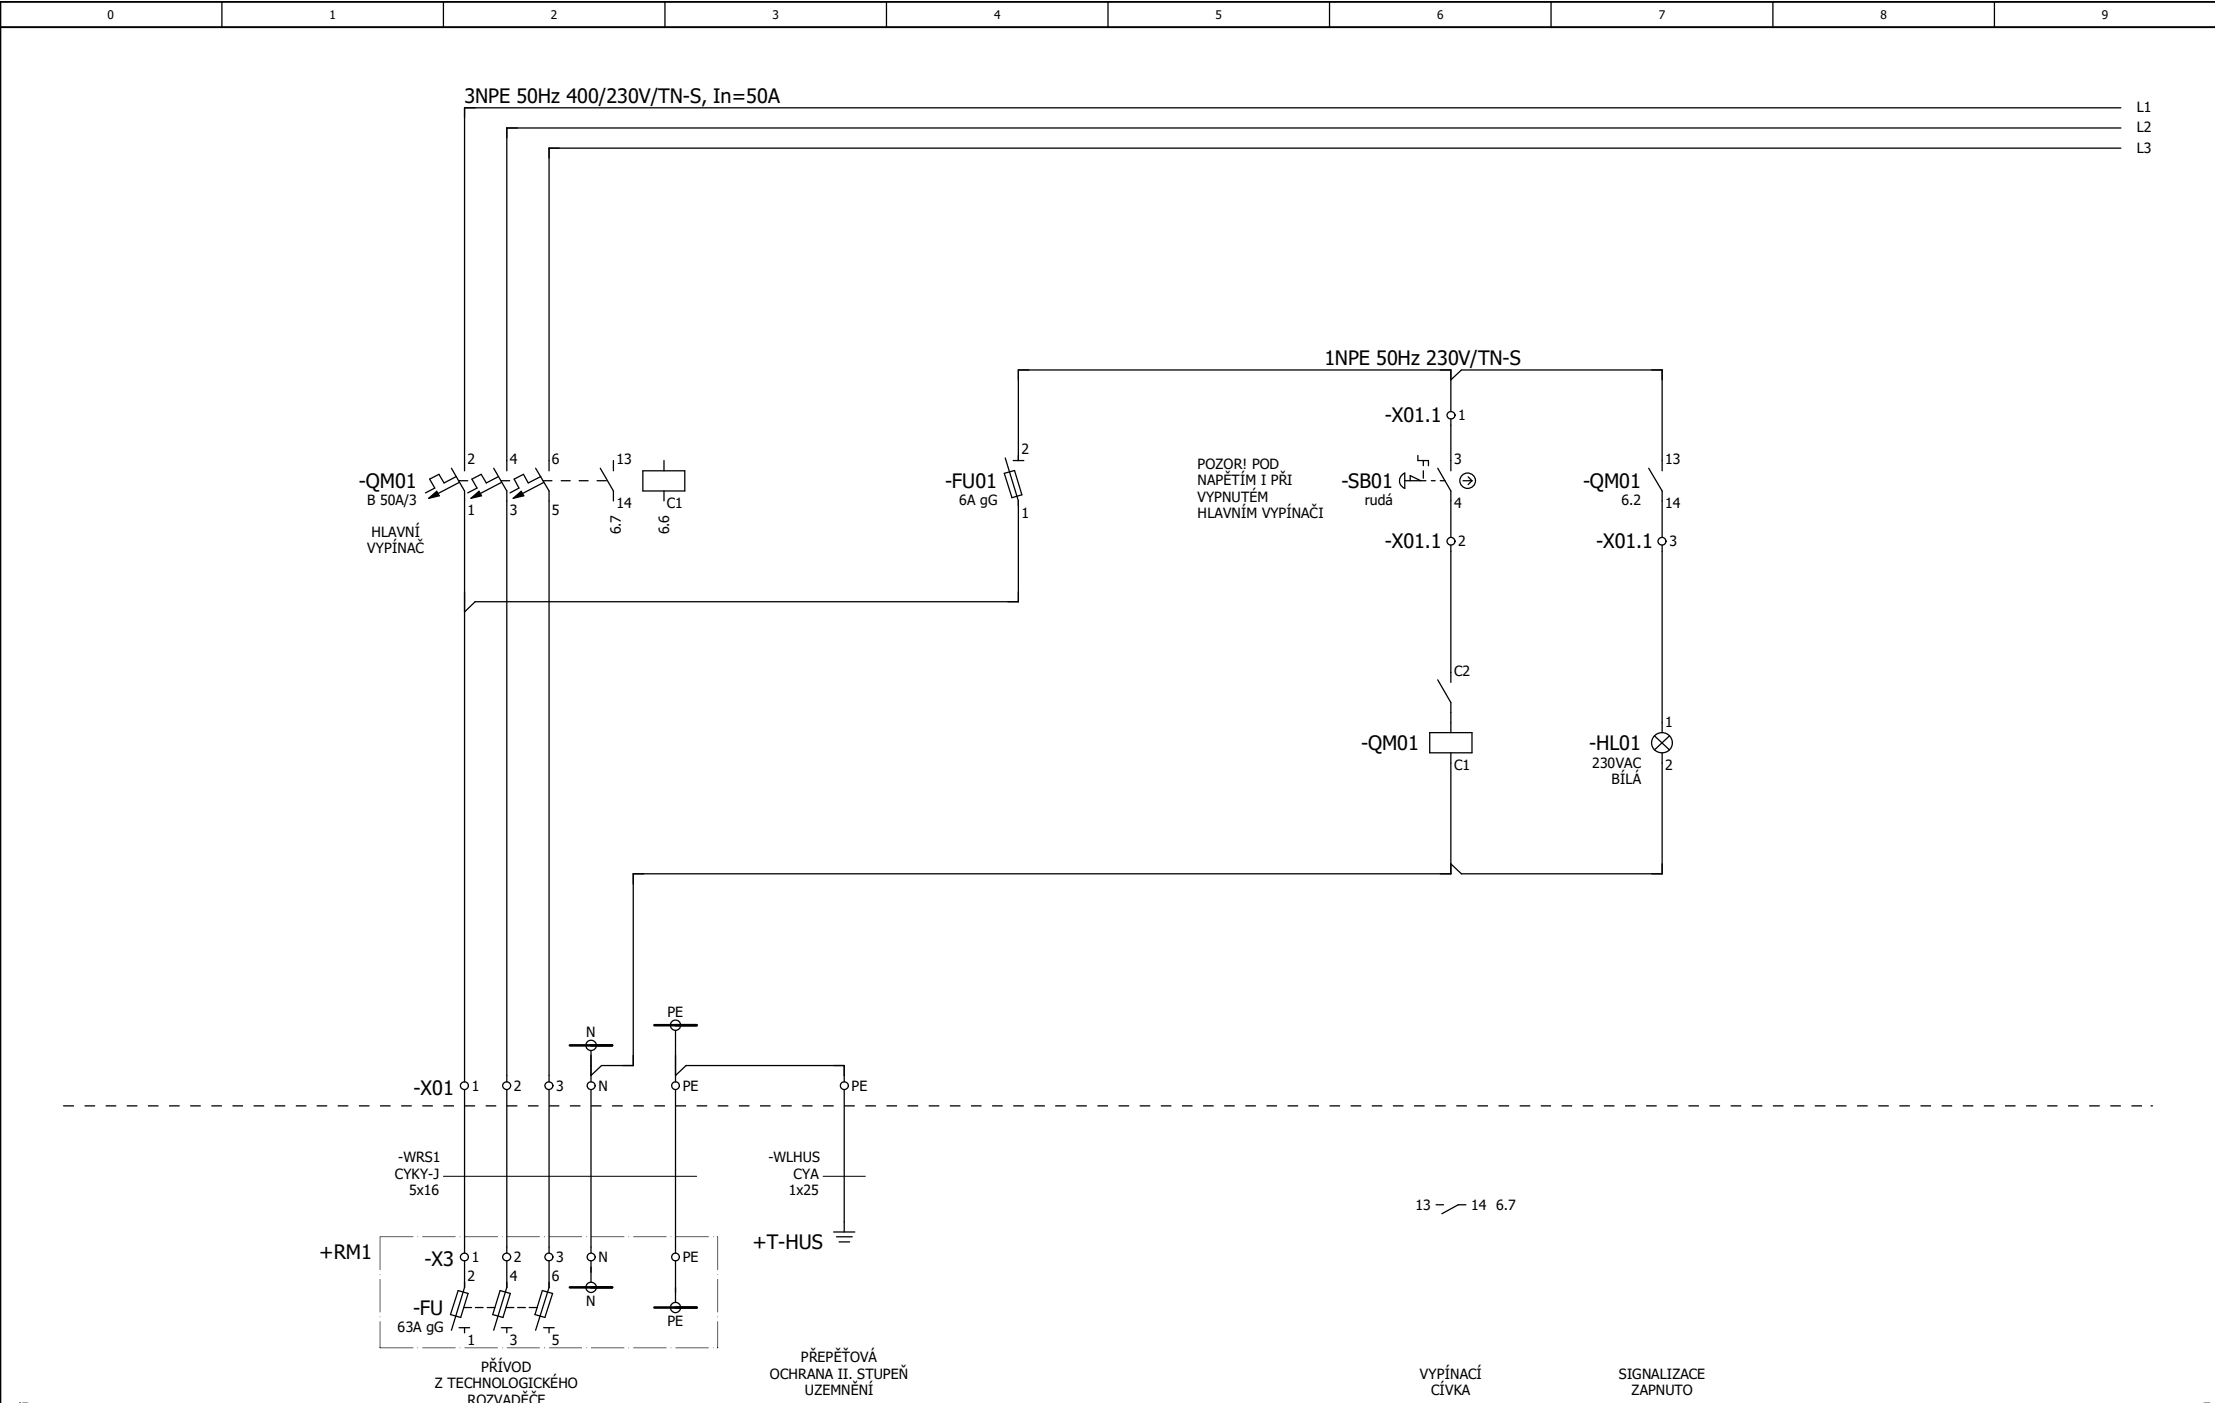 0 1 2 3 4 5 6 7 8 9
3NPE 50Hz 400/230V/TN-S, In=50A
L1
L2
L3
1NPE 50Hz 230V/TN-S
-X01.1 1
-QM01
B 50A/3
HLAVNÍ
VYPÍNAČ
2 4 6 13
1 3 5 14 C1
6.7 6.6
-FU01
6A gG
2
1
POZOR! POD
NAPĚTÍM I PŘI
VYPNUTÉM
HLAVNÍM VYPÍNAČI
-SB01
rudá
3
4
-QM01
6.2
13
14
-X01.1 2
-X01.1 3
C2
-QM01
C1
-HL01
230VAC
BÍLÁ
1
2
N
PE
-X01 1 2 3 N PE PE
-WRS1
CYKY-J
5x16
-WLHUS
CYA
1x25
13 14 6.7
+RM1
-X3 1 2 3 N PE
+T-HUS
2 4 6
-FU
63A gG
1 3 5
N
PE
PŘÍVOD
Z TECHNOLOGICKÉHO
ROZVADĚČE
PŘEPĚŤOVÁ
OCHRANA II. STUPEŇ
UZEMNĚNÍ
VYPÍNACÍ
CÍVKA
SIGNALIZACE
ZAPNUTO